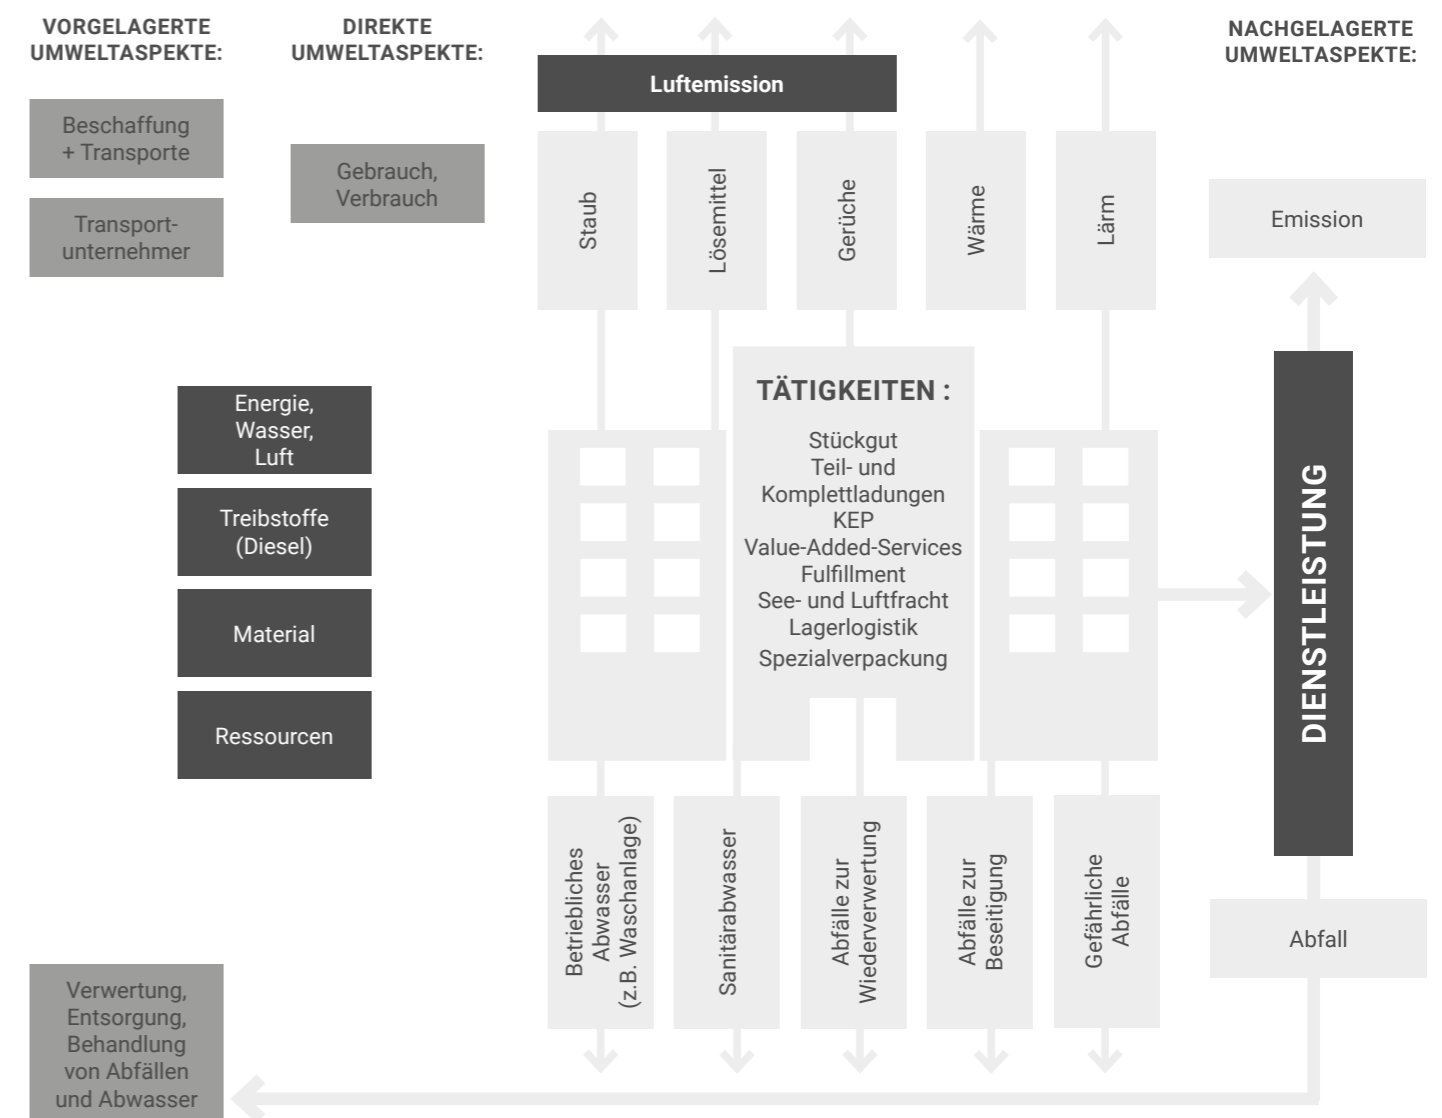 VORGELAGERTE
UMWELTASPEKTE:
Beschaffung
+ Transporte
Transport-
unternehmer
DIREKTE
UMWELTASPEKTE:
Gebrauch,
Verbrauch
Energie,
Wasser,
Luft
Treibstoffe
(Diesel)
Material
Ressourcen
Luftemission
Staub
Lösemittel
Gerüche
Wärme
Lärm
TÄTIGKEITEN :
Stückgut
Teil- und
Komplettladungen
KEP
Value-Added-Services
Fulfillment
See- und Luftfracht
Lagerlogistik
Spezialverpackung
Betriebliches
Abwasser
(z.B. Waschanlage)
Sanitärabwasser
Abfälle zur
Wiederverwertung
Abfälle zur
Beseitigung
Gefährliche
Abfälle
NACHGELAGERTE
UMWELTASPEKTE:
Emission
DIENSTLEISTUNG
Abfall
Verwertung,
Entsorgung,
Behandlung
von Abfällen
und Abwasser